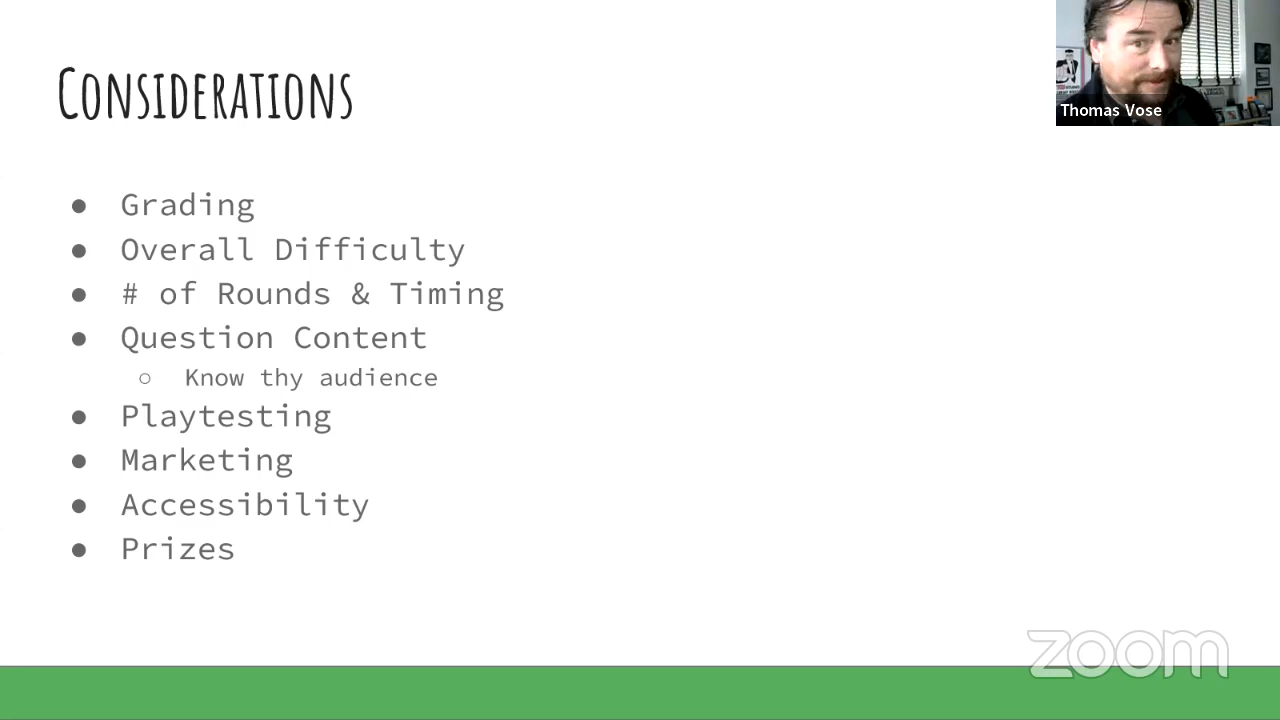 Considerations
● Grading
● Overall Difficulty
● # of Rounds & Timing
● Question Content
○ Know thy audience
● Playtesting
● Marketing
● Accessibility
● Prizes
Thomas Vose
zoom